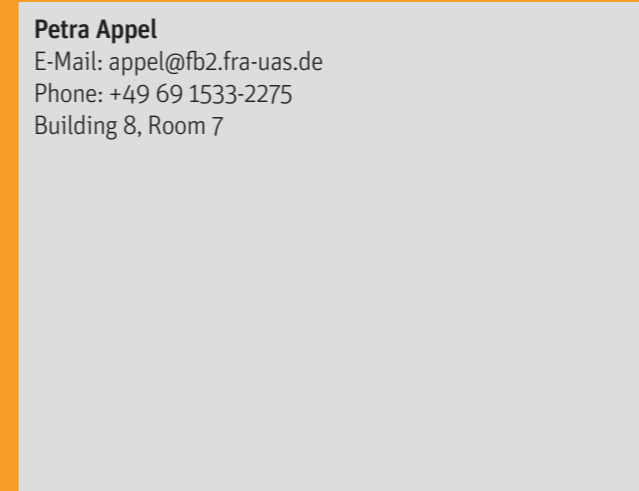 Petra Appel
E-Mail: appel@fb2.fra-uas.de
Phone: +49 69 1533-2275
Building 8, Room 7